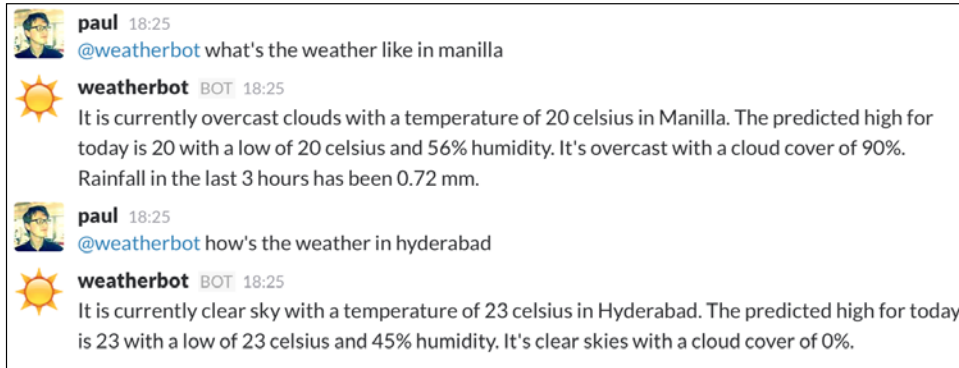 paul 18:25
@weatherbot what's the weather like in manilla
weatherbot BOT 18:25
It is currently overcast clouds with a temperature of 20 celsius in Manilla. The predicted high for
today is 20 with a low of 20 celsius and 56% humidity. It's overcast with a cloud cover of 90%.
Rainfall in the last 3 hours has been 0.72 mm.
paul 18:25
@weatherbot how's the weather in hyderabad
weatherbot BOT 18:25
It is currently clear sky with a temperature of 23 celsius in Hyderabad. The predicted high for today
is 23 with a low of 23 celsius and 45% humidity. It's clear skies with a cloud cover of 0%.